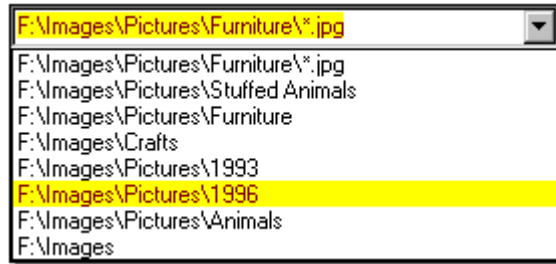 F:\Images\Pictures\Furniture\*.jpg
F:\Images\Pictures\Furniture\*.jpg
F:\Images\Pictures\Stuffed Animals
F:\Images\Pictures\Furniture
F:\Images\Crafts
F:\Images\Pictures\1993
F:\Images\Pictures\1996
F:\Images\Pictures\Animals
F:\Images